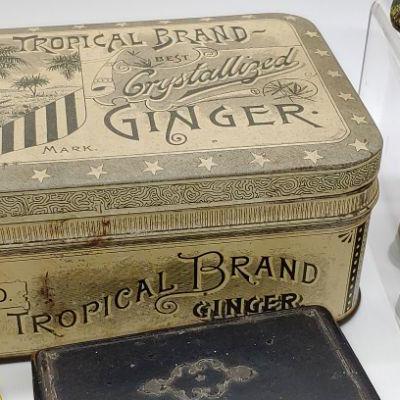 TROPICAL BRAND
BEST
Crystallized
GINGER.
MARK.
D.
TROPICAL BRAND
GINGER